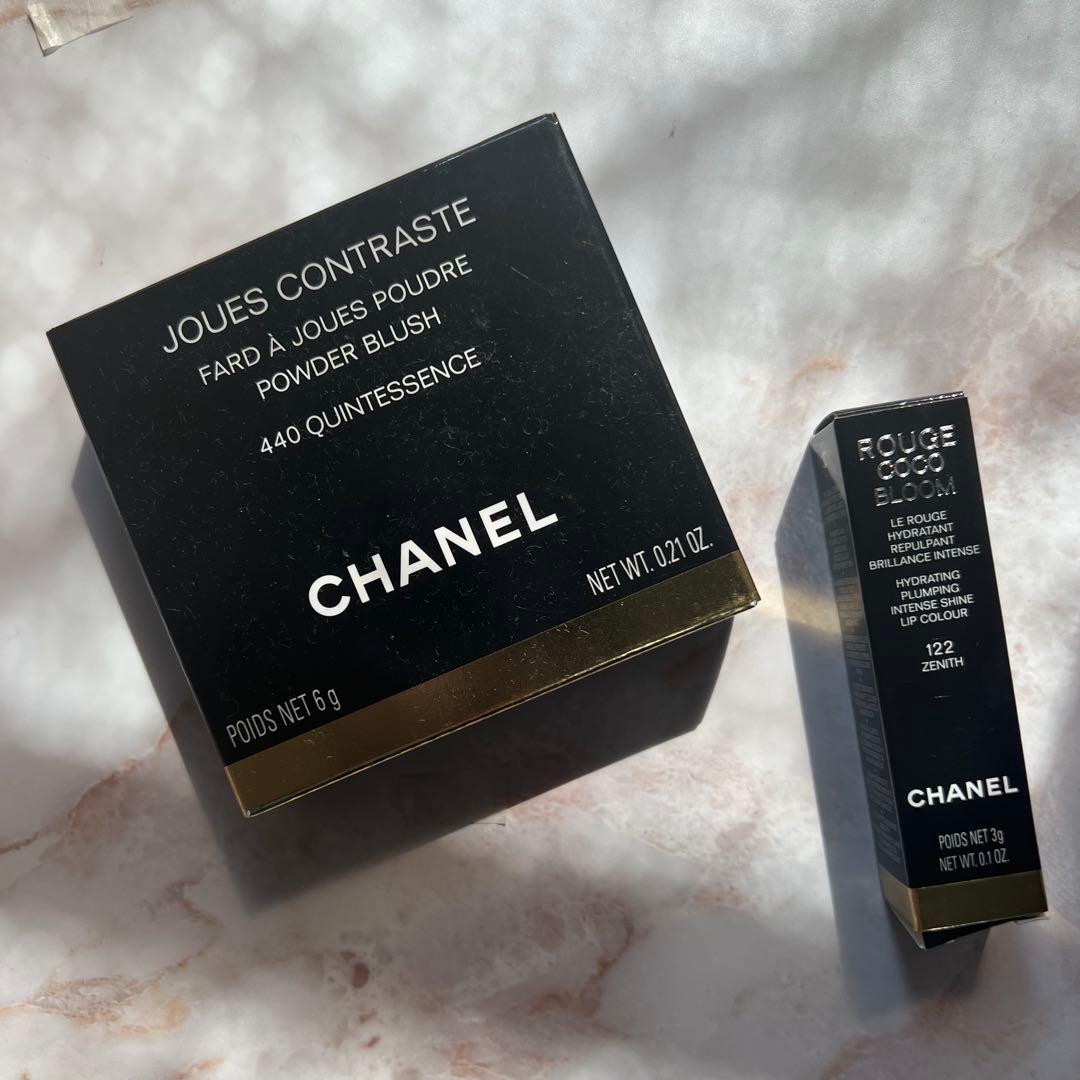 JOUES CONTRASTE
FARD À JOUES POUDRE
POWDER BLUSH
440 QUINTESSENCE
CHANEL
POIDS NET 6 g
NET WT. 0.21 OZ.
ROUGE
COCO
BLOOM
LE ROUGE
HYDRATANT
REPULPANT
BRILLANCE INTENSE
HYDRATING
PLUMPING
INTENSE SHINE
LIP COLOUR
122
ZENITH
CHANEL
POIDS NET 3g
NET WT. 0.1 OZ.